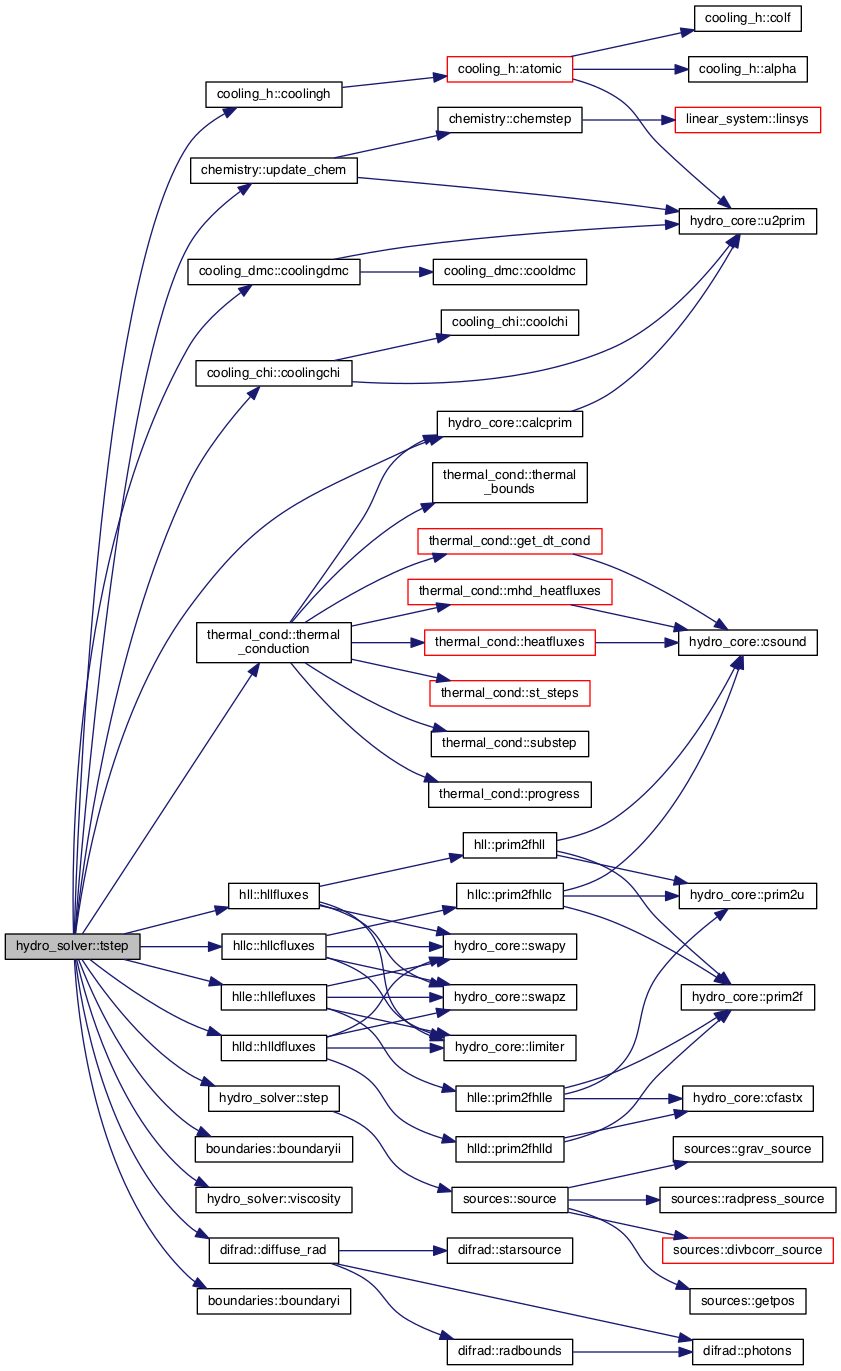 cooling_h::colf
cooling_h::atomic
cooling_h::alpha
cooling_h::coolingh
chemistry::chemstep
linear_system::linsys
chemistry::update_chem
hydro_core::u2prim
cooling_dmc::coolingdmc
cooling_dmc::cooldmc
cooling_chi::coolchi
cooling_chi::coolingchi
hydro_core::calcprim
thermal_cond::thermal
_bounds
thermal_cond::get_dt_cond
thermal_cond::mhd_heatfluxes
thermal_cond::thermal
_conduction
thermal_cond::heatfluxes
hydro_core::csound
thermal_cond::st_steps
thermal_cond::substep
thermal_cond::progress
hll::prim2fhll
hll::hllfluxes
hllc::prim2fhllc
hydro_core::prim2u
hydro_solver::tstep
hllc::hllcfluxes
hydro_core::swapy
hlle::hllefluxes
hydro_core::swapz
hydro_core::prim2f
hlld::hlldfluxes
hydro_core::limiter
hydro_solver::step
hlle::prim2fhlle
hydro_core::cfastx
boundaries::boundaryii
hlld::prim2fhlld
sources::grav_source
hydro_solver::viscosity
sources::source
sources::radpress_source
difrad::diffuse_rad
difrad::starsource
sources::divbcorr_source
boundaries::boundaryi
sources::getpos
difrad::radbounds
difrad::photons